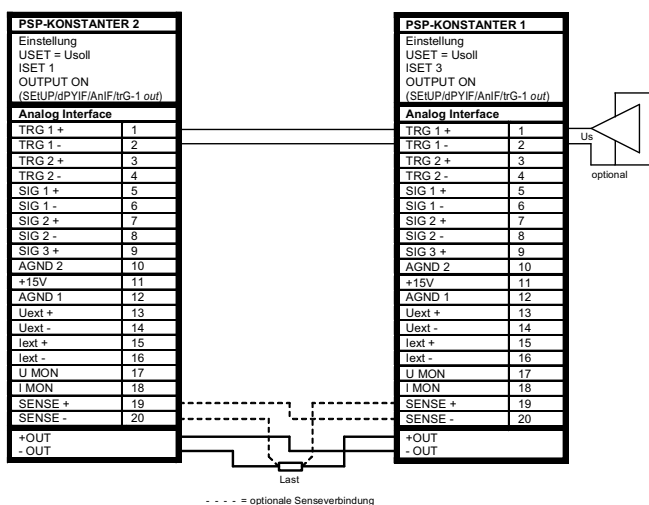 PSP-KONSTANTER 2
Einstellung
USET = Usoll
ISET 1
OUTPUT ON
(SEtUP/dPYIF/AnIF/trG-1 out)
Analog Interface
TRG 1 + 1
TRG 1 - 2
TRG 2 + 3
TRG 2 - 4
SIG 1 + 5
SIG 1 - 6
SIG 2 + 7
SIG 2 - 8
SIG 3 + 9
AGND 2 10
+15V 11
AGND 1 12
Uext + 13
Uext - 14
Iext + 15
Iext - 16
U MON 17
I MON 18
SENSE + 19
SENSE - 20
+OUT
- OUT
PSP-KONSTANTER 1
Einstellung
USET = Usoll
ISET 3
OUTPUT ON
(SEtUP/dPYIF/AnIF/trG-1 out)
Analog Interface
TRG 1 + 1
TRG 1 - 2
TRG 2 + 3
TRG 2 - 4
SIG 1 + 5
SIG 1 - 6
SIG 2 + 7
SIG 2 - 8
SIG 3 + 9
AGND 2 10
+15V 11
AGND 1 12
Uext + 13
Uext - 14
Iext + 15
Iext - 16
U MON 17
I MON 18
SENSE + 19
SENSE - 20
+OUT
- OUT
Us
optional
Last
- - - - = optionale Senseverbindung